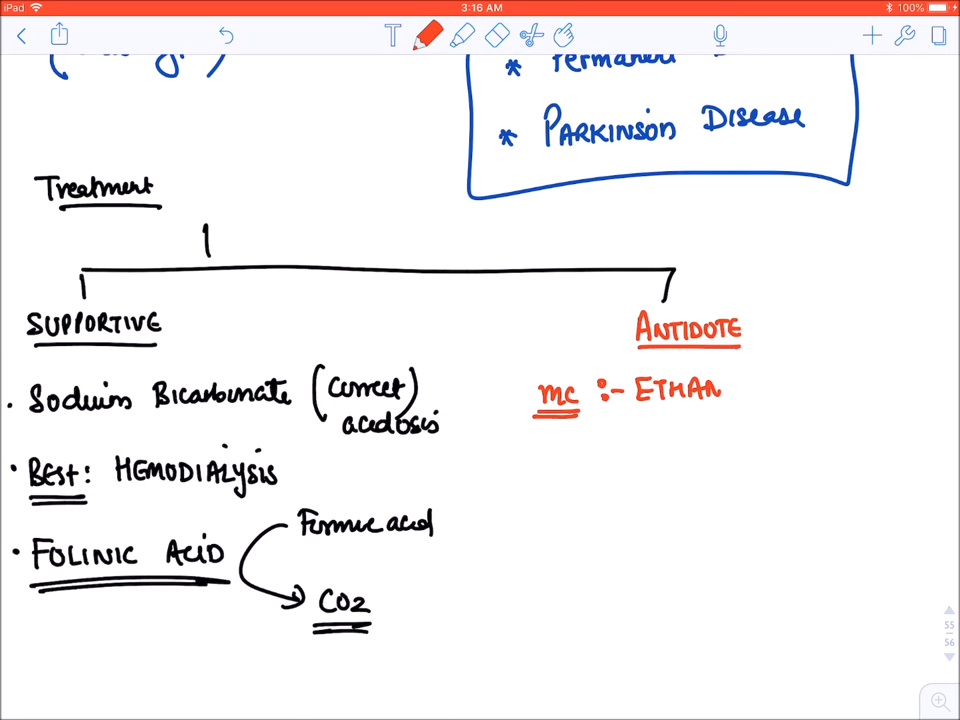 iPad
3:16 AM
100%
T
* PARKINSON DISEASE
Treatment
SUPPORTIVE
ANTIDOTE
• Sodium Bicarbonate (Correct
acidosis)
mc :- ETHAN
• BEST: HEMODIALYSIS
• FOLINIC ACID
Formic acid
CO2
55
56